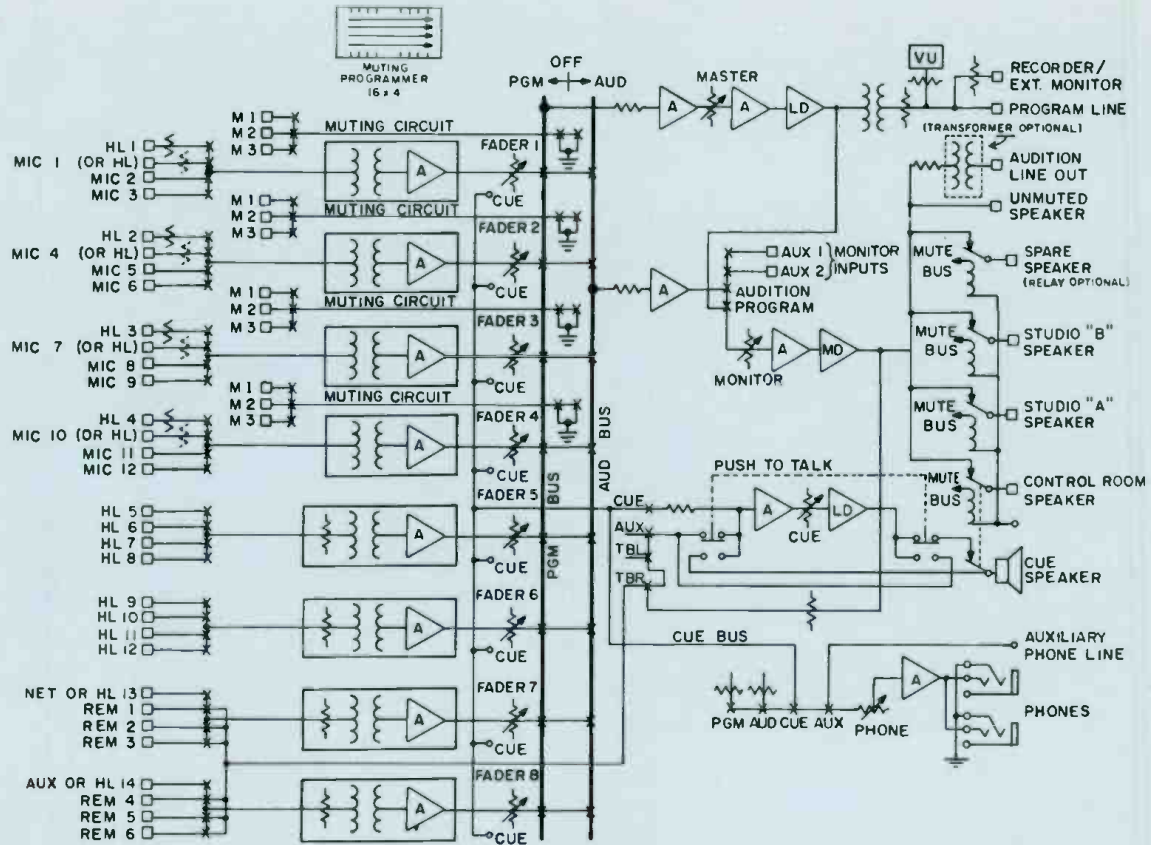 MUTING
PROGRAMMER
16 x 4
OFF
PGM AUD
M 1
M 2
M 3
MUTING CIRCUIT
HL 1
MIC 1 (OR HL)
MIC 2
MIC 3
A
FADER 1
CUE
M 1
M 2
M 3
MUTING CIRCUIT
HL 2
MIC 4 (OR HL)
MIC 5
MIC 6
A
FADER 2
CUE
M 1
M 2
M 3
MUTING CIRCUIT
HL 3
MIC 7 (OR HL)
MIC 8
MIC 9
A
FADER 3
CUE
M 1
M 2
M 3
MUTING CIRCUIT
HL 4
MIC 10 (OR HL)
MIC 11
MIC 12
A
FADER 4
CUE
HL 5
HL 6
HL 7
HL 8
A
FADER 5
CUE
HL 9
HL 10
HL 11
HL 12
A
FADER 6
CUE
NET OR HL 13
REM 1
REM 2
REM 3
A
FADER 7
CUE
AUX OR HL 14
REM 4
REM 5
REM 6
A
FADER 8
CUE
PGM BUS
AUD BUS
A
MASTER
A
LD
VU
RECORDER/
EXT. MONITOR
PROGRAM LINE
(TRANSFORMER OPTIONAL)
AUDITION
LINE OUT
UNMUTED
SPEAKER
A
AUX 1
AUX 2
MONITOR
INPUTS
AUDITION
PROGRAM
MONITOR
A
MD
MUTE
BUS
SPARE
SPEAKER
(RELAY OPTIONAL)
MUTE
BUS
STUDIO "B"
SPEAKER
MUTE
BUS
STUDIO "A"
SPEAKER
MUTE
BUS
CONTROL ROOM
SPEAKER
PUSH TO TALK
CUE
AUX
TBL
TBR
A
CUE
LD
CUE
SPEAKER
CUE BUS
AUXILIARY
PHONE LINE
PGM AUD CUE AUX
PHONE
A
PHONES